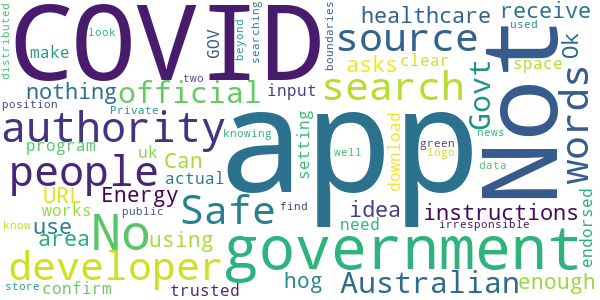 distributed
COVID
make
look
two
GOV
beyond
searching
boundaries
healthcare
receive
used
source
Ok
space
nothing
official
input
asks
clear
search
Govt
Not
words
position
authority
Private
knowing
setting
app
download
well
green
logo
news
data
program
people
uk
Can
actual
URL
Energy
Safe
find
idea
instructions
endorsed
know
works
use
public
No
need
irresponsible
area
using
government
developer
hog
enough
store
confirm
trusted
Australian